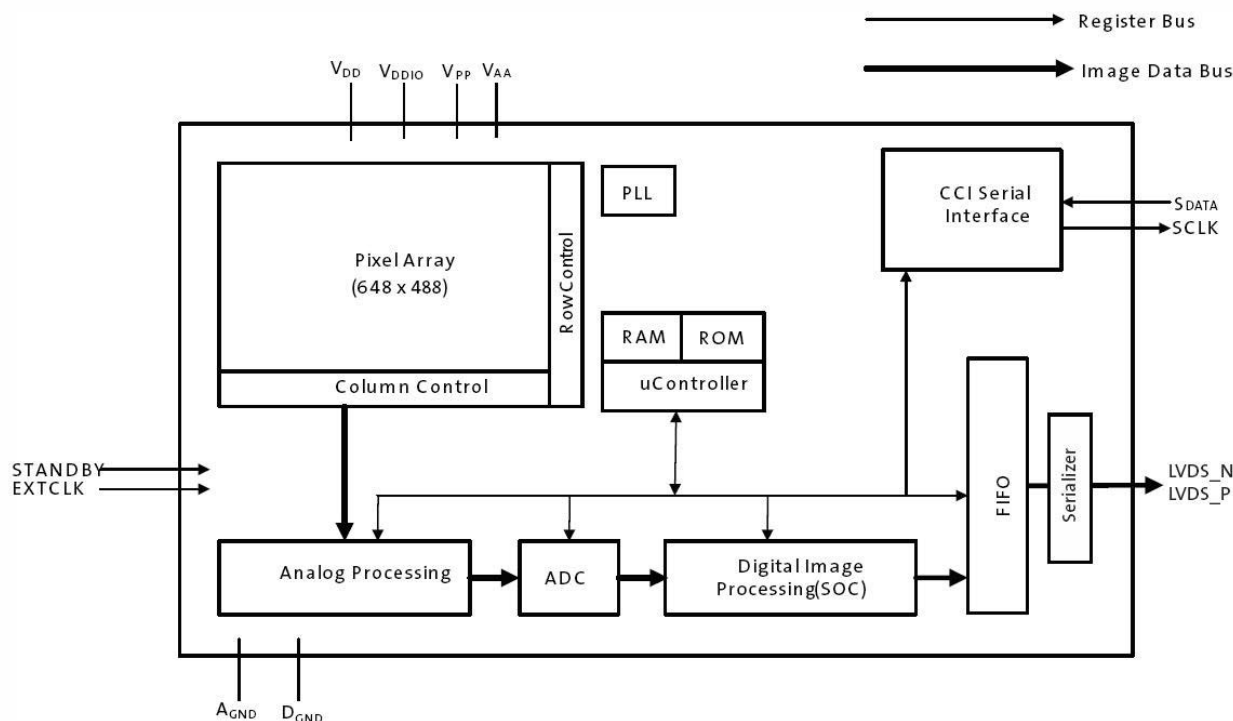 Register Bus
Image Data Bus
VDD VDDIO VPP VAA
PLL
CCI Serial
Interface
SDATA
SCLK
Pixel Array
(648 x 488)
RowControl
RAM ROM
uController
Column Control
STANDBY
EXTCLK
FIFO
Serializer
LVDS_N
LVDS_P
Analog Processing
ADC
Digital Image
Processing(SOC)
AGND DGND